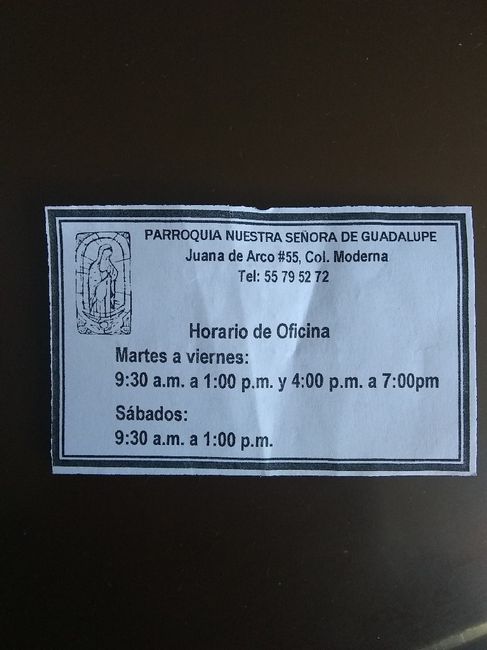 PARROQUIA NUESTRA SEÑORA DE GUADALUPE
Juana de Arco #55, Col. Moderna
Tel: 55 79 52 72
Horario de Oficina
Martes a viernes:
9:30 a.m. a 1:00 p.m. y 4:00 p.m. a 7:00pm
Sábados:
9:30 a.m. a 1:00 p.m.